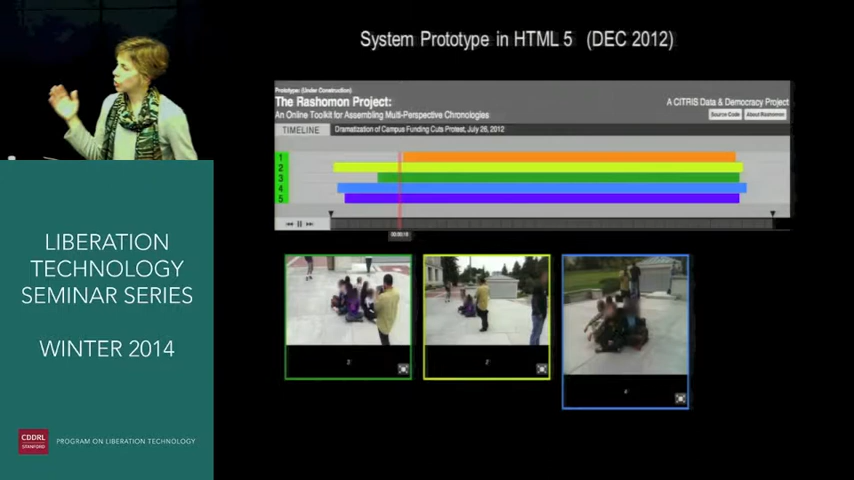 System Prototype in HTML 5 (DEC 2012)
Prototype: (Under Construction)
The Rashomon Project:
An Online Toolkit for Assembling Multi-Perspective Chronologies
A CITRIS Data & Democracy Project
Source Code
About Rashomon
TIMELINE
Dramatization of Campus Funding Cuts Protest, July 26, 2012
1
2
3
4
5
LIBERATION
TECHNOLOGY
SEMINAR SERIES
WINTER 2014
CDDRL
STANFORD
PROGRAM ON LIBERATION TECHNOLOGY